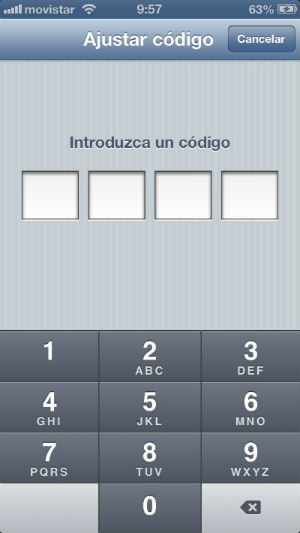 movistar 9:57 63%
Ajustar código Cancelar
Introduzca un código
1 2 3
ABC DEF
4 5 6
GHI JKL MNO
7 8 9
PQRS TUV WXYZ
0